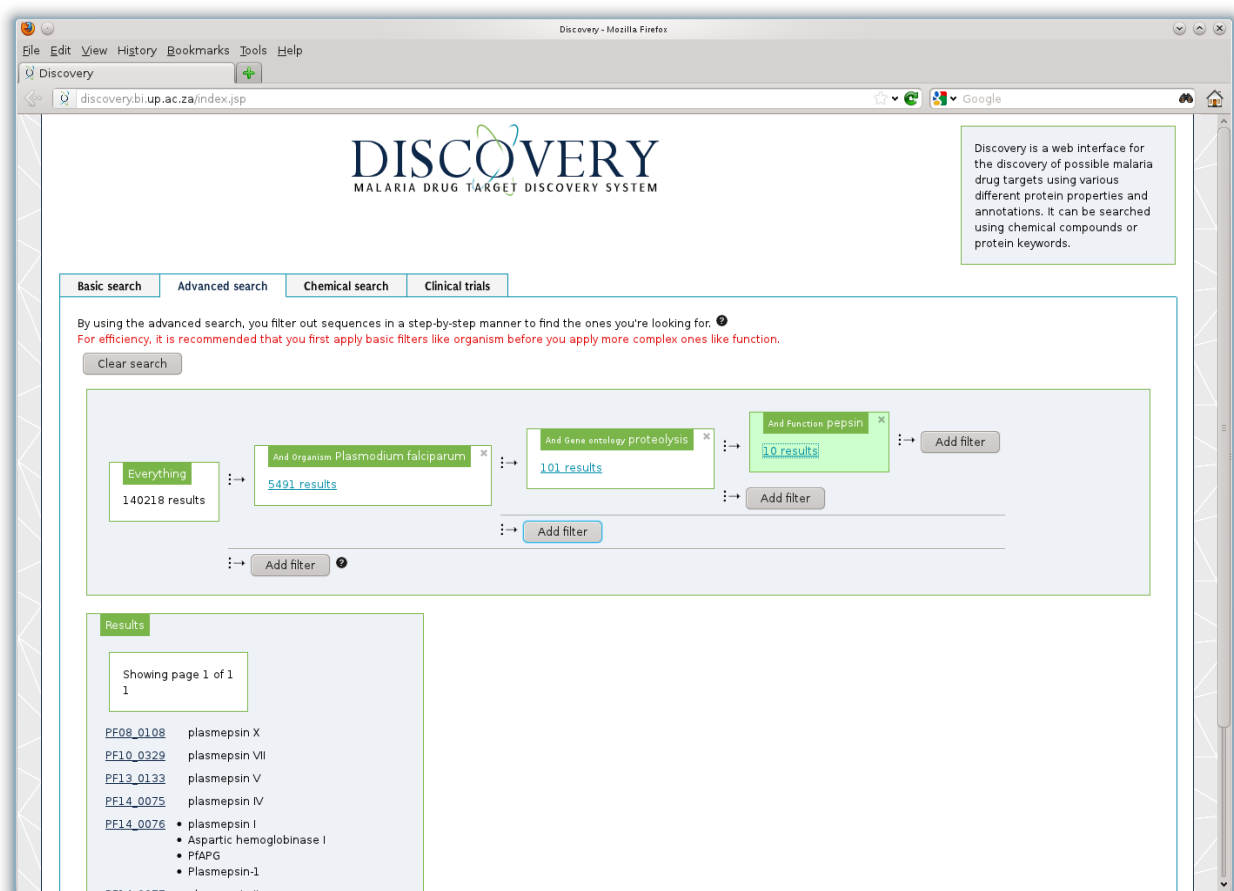 Discovery - Mozilla Firefox
File Edit View History Bookmarks Tools Help
Discovery
discovery.bi.up.ac.za/index.jsp
Google
DISCOVERY
MALARIA DRUG TARGET DISCOVERY SYSTEM
Discovery is a web interface for
the discovery of possible malaria
drug targets using various
different protein properties and
annotations. It can be searched
using chemical compounds or
protein keywords.
Basic search Advanced search Chemical search Clinical trials
By using the advanced search, you filter out sequences in a step-by-step manner to find the ones you're looking for. ?
For efficiency, it is recommended that you first apply basic filters like organism before you apply more complex ones like function.
Clear search
Everything
140218 results
And Organism Plasmodium falciparum
5491 results
And Gene ontology proteolysis
101 results
And Function pepsin
10 results
Add filter
Add filter
Add filter
Add filter ?
Results
Showing page 1 of 1
1
PF08_0108 plasmepsin X
PF10_0329 plasmepsin VII
PF13_0133 plasmepsin V
PF14_0075 plasmepsin IV
PF14_0076 • plasmepsin I
• Aspartic hemoglobinase I
• PfAPG
• Plasmepsin-1